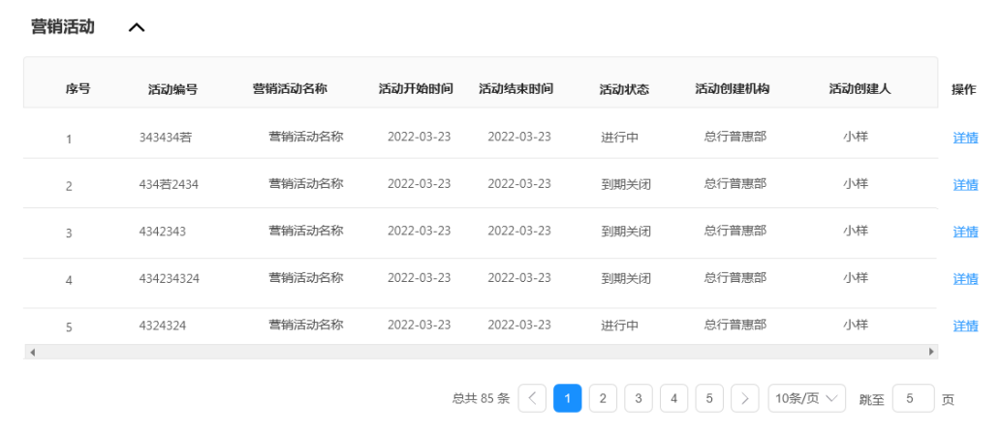 营销活动
序号 活动编号 营销活动名称 活动开始时间 活动结束时间 活动状态 活动创建机构 活动创建人 操作
1 343434若 营销活动名称 2022-03-23 2022-03-23 进行中 总行普惠部 小样 详情
2 434若2434 营销活动名称 2022-03-23 2022-03-23 到期关闭 总行普惠部 小样 详情
3 4342343 营销活动名称 2022-03-23 2022-03-23 到期关闭 总行普惠部 小样 详情
4 434234324 营销活动名称 2022-03-23 2022-03-23 到期关闭 总行普惠部 小样 详情
5 4324324 营销活动名称 2022-03-23 2022-03-23 进行中 总行普惠部 小样 详情
总共 85 条 1 2 3 4 5 10条/页 跳至 5 页